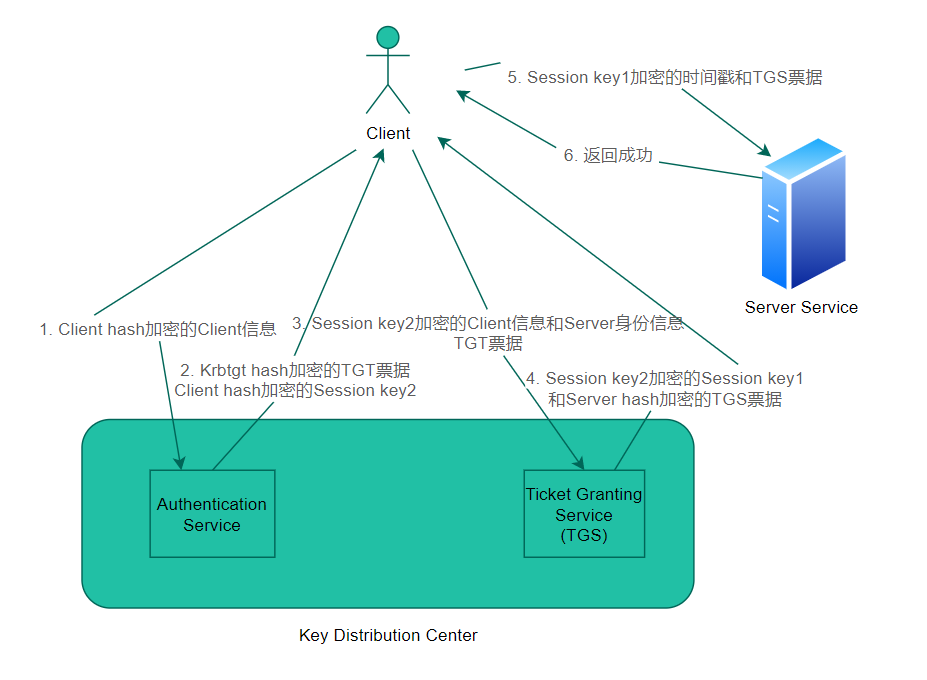 5. Session key1加密的时间戳和TGS票据
Client
6. 返回成功
Server Service
1. Client hash加密的Client信息
3. Session key2加密的Client信息和Server身份信息
TGT票据
2. Krbtgt hash加密的TGT票据
Client hash加密的Session key2
4. Session key2加密的Session key1
和Server hash加密的TGS票据
Authentication
Service
Ticket Granting
Service
(TGS)
Key Distribution Center